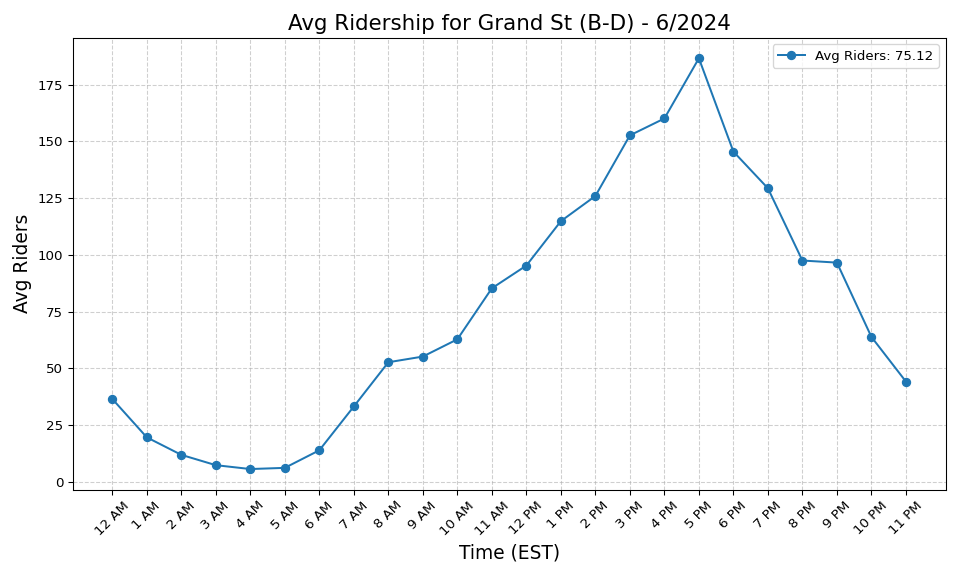 Avg Ridership for Grand St (B-D) - 6/2024
Avg Riders: 75.12
Avg Riders
175
150
125
100
75
50
25
0
12 AM
1 AM
2 AM
3 AM
4 AM
5 AM
6 AM
7 AM
8 AM
9 AM
10 AM
11 AM
12 PM
1 PM
2 PM
3 PM
4 PM
5 PM
6 PM
7 PM
8 PM
9 PM
10 PM
11 PM
Time (EST)